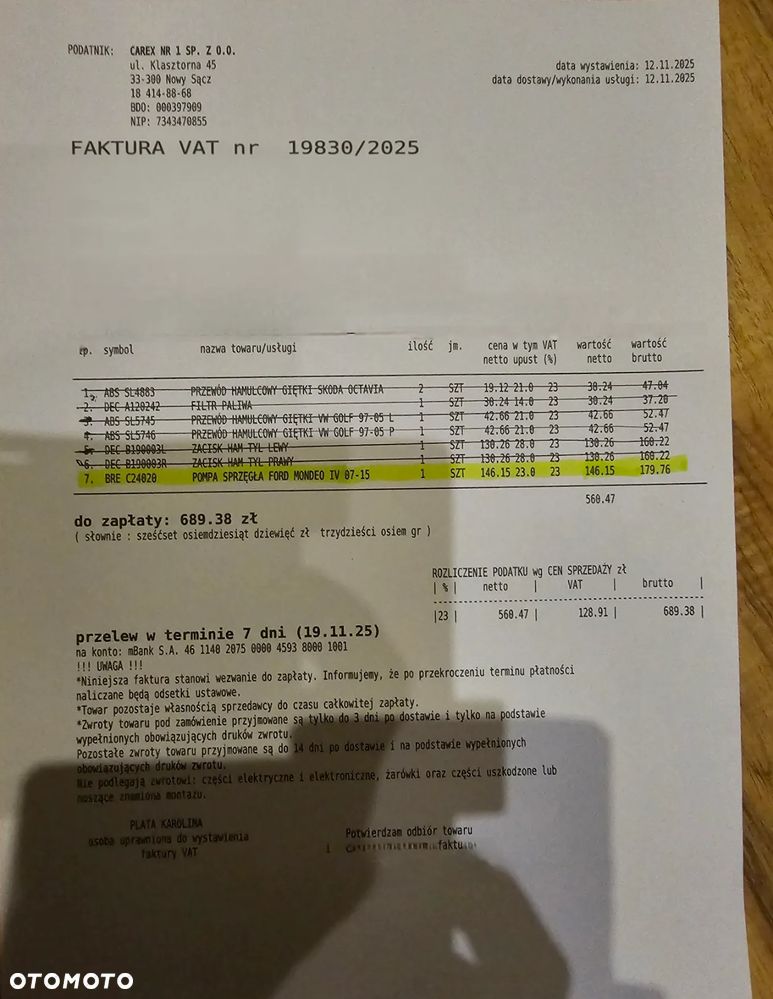 PODATNIK: CAREX NR 1 SP. Z O.O.
ul. Klasztorna 45
33-300 Nowy Sącz
18 414-88-68
BDO: 000397909
NIP: 7343470855
data wystawienia: 12.11.2025
data dostawy/wykonania usługi: 12.11.2025
FAKTURA VAT nr 19830/2025
lp. symbol nazwa towaru/usługi ilość jm. cena w tym VAT wartość wartość
netto upust (%) netto brutto
1. ABS SL4883 PRZEWÓD HAMULCOWY GIĘTKI SKODA OCTAVIA 2 SZT 19.12 21.0 23 38.24 47.04
2. DEC A120242 FILTR PALIWA 1 SZT 30.24 14.0 23 30.24 37.20
3. ABS SL5745 PRZEWÓD HAMULCOWY GIĘTKI VW GOLF 97-05 L 1 SZT 42.66 21.0 23 42.66 52.47
4. ABS SL5746 PRZEWÓD HAMULCOWY GIĘTKI VW GOLF 97-05 P 1 SZT 42.66 21.0 23 42.66 52.47
5. DEC B190003L ZACISK HAM TYL LEWY 1 SZT 130.26 28.0 23 130.26 160.22
6. DEC B190003R ZACISK HAM TYL PRAWY 1 SZT 130.26 28.0 23 130.26 160.22
7. BRE C24020 POMPA SPRZĘGŁA FORD MONDEO IV 07-15 1 SZT 146.15 23.0 23 146.15 179.76
560.47
do zapłaty: 689.38 zł
( słownie : sześćset osiemdziesiąt dziewięć zł trzydzieści osiem gr )
ROZLICZENIE PODATKU wg CEN SPRZEDAŻY zł
| % | netto | VAT | brutto |
|23 | 560.47 | 128.91 | 689.38 |
przelew w terminie 7 dni (19.11.25)
na konto: mBank S.A. 46 1140 2075 0000 4593 8000 1001
!!! UWAGA !!!
*Niniejsza faktura stanowi wezwanie do zapłaty. Informujemy, że po przekroczeniu terminu płatności
naliczane będą odsetki ustawowe.
*Towar pozostaje własnością sprzedawcy do czasu całkowitej zapłaty.
*Zwroty towaru pod zamówienie przyjmowane są tylko do 3 dni po dostawie i tylko na podstawie
wypełnionych obowiązujących druków zwrotu.
Pozostałe zwroty towaru przyjmowane są do 14 dni po dostawie i na podstawie wypełnionych
obowiązujących druków zwrotu.
Nie podlegają zwrotowi: części elektryczne i elektroniczne, żarówki oraz części uszkodzone lub
noszące znamiona montażu.
PLATA KAROLINA
osoba uprawniona do wystawienia
faktury VAT
Potwierdzam odbiór towaru
i faktu
OTOMOTO